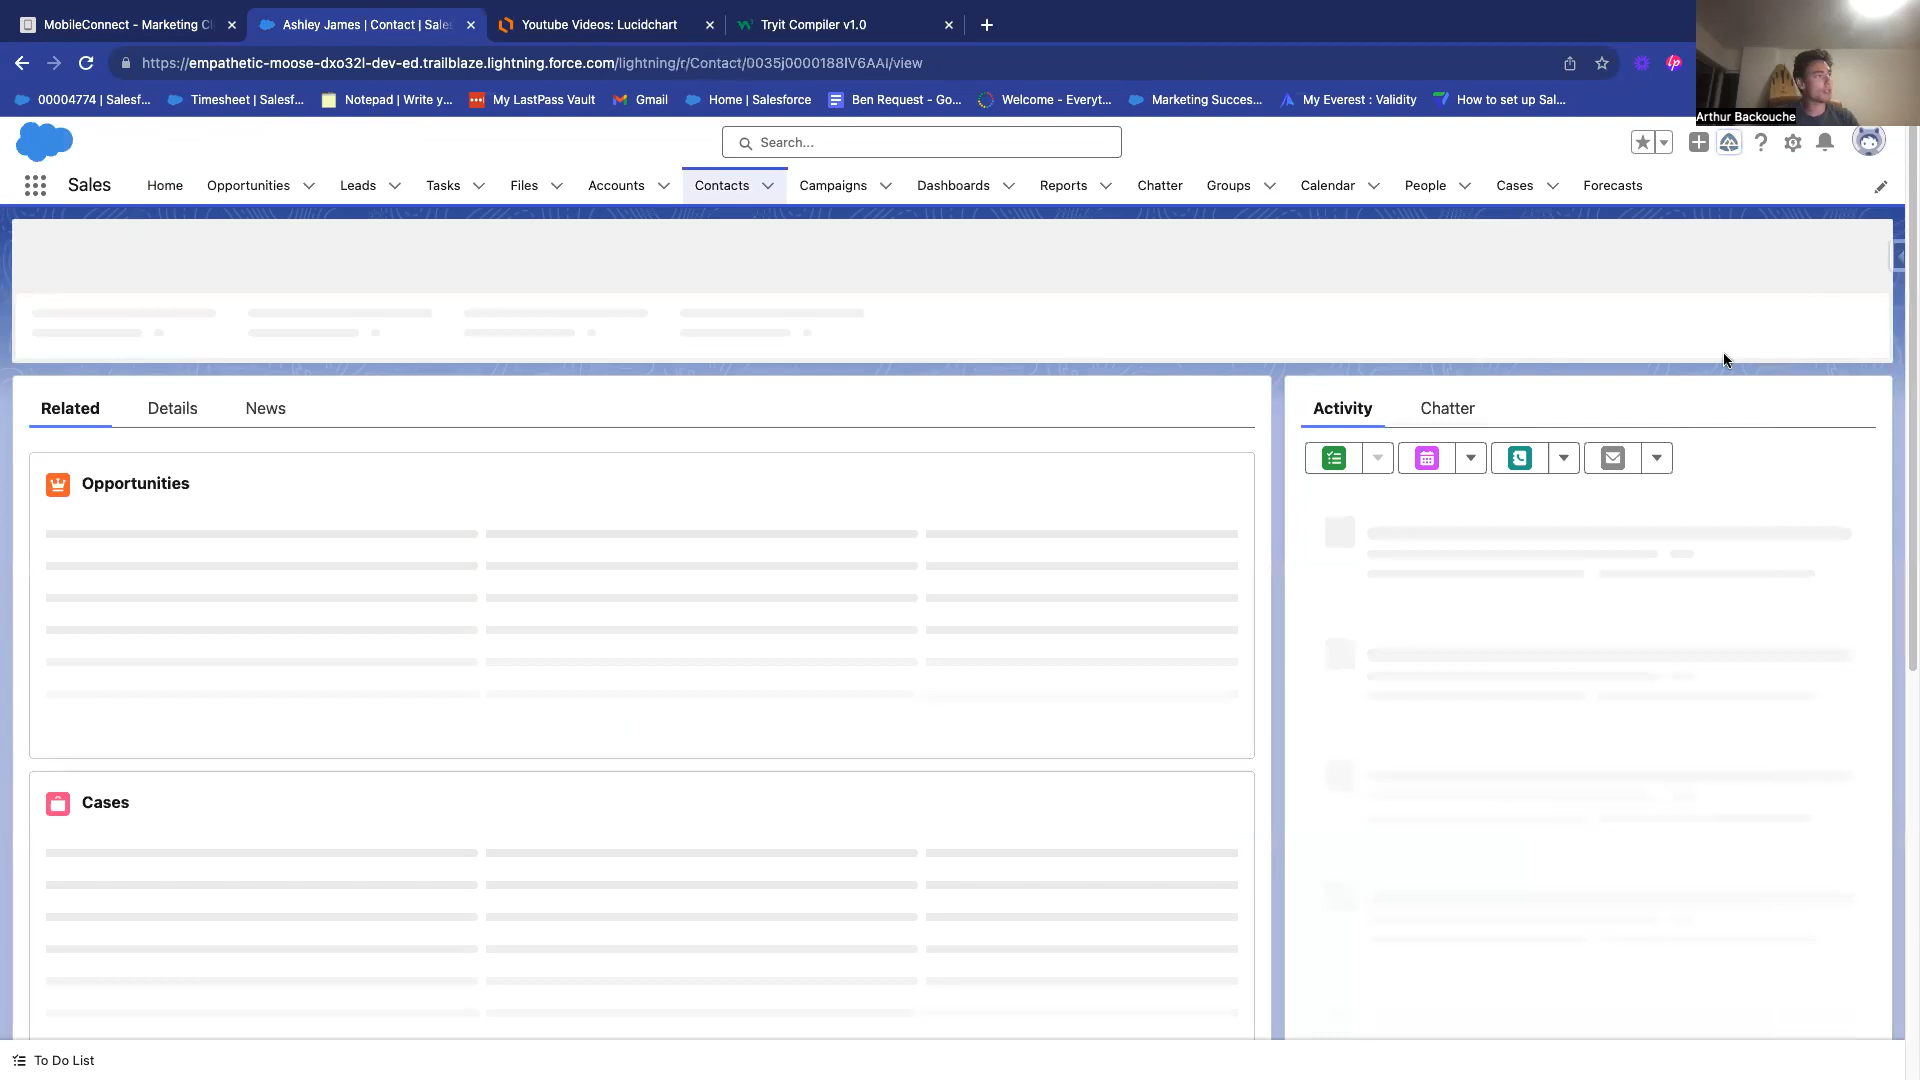 MobileConnect - Marketing Cl
Ashley James | Contact | Sale
Youtube Videos: Lucidchart
Tryit Compiler v1.0
https://empathetic-moose-dxo32l-dev-ed.trailblaze.lightning.force.com/lightning/r/Contact/0035j0000188IV6AAI/view
00004774 | Salesf...
Timesheet | Salesf...
Notepad | Write y...
My LastPass Vault
Gmail
Home | Salesforce
Ben Request - Go...
Welcome - Everyt...
Marketing Succes...
My Everest : Validity
How to set up Sal...
Arthur Backouche
Search...
Sales
Home
Opportunities
Leads
Tasks
Files
Accounts
Contacts
Campaigns
Dashboards
Reports
Chatter
Groups
Calendar
People
Cases
Forecasts
Related
Details
News
Activity
Chatter
Opportunities
Cases
To Do List